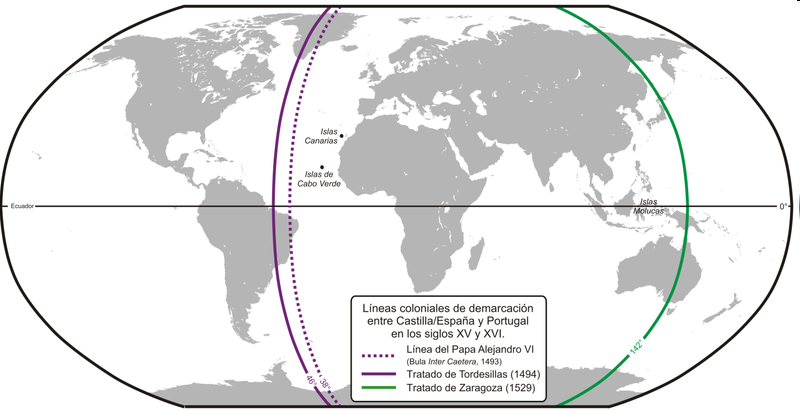 Islas
Canarias
Islas de
Cabo Verde
Ecuador
Islas
Molucas
0°
142°
46°
38°
Líneas coloniales de demarcación
entre Castilla/España y Portugal
en los siglos XV y XVI.
Línea del Papa Alejandro VI
(Bula Inter Caetera, 1493)
Tratado de Tordesillas (1494)
Tratado de Zaragoza (1529)